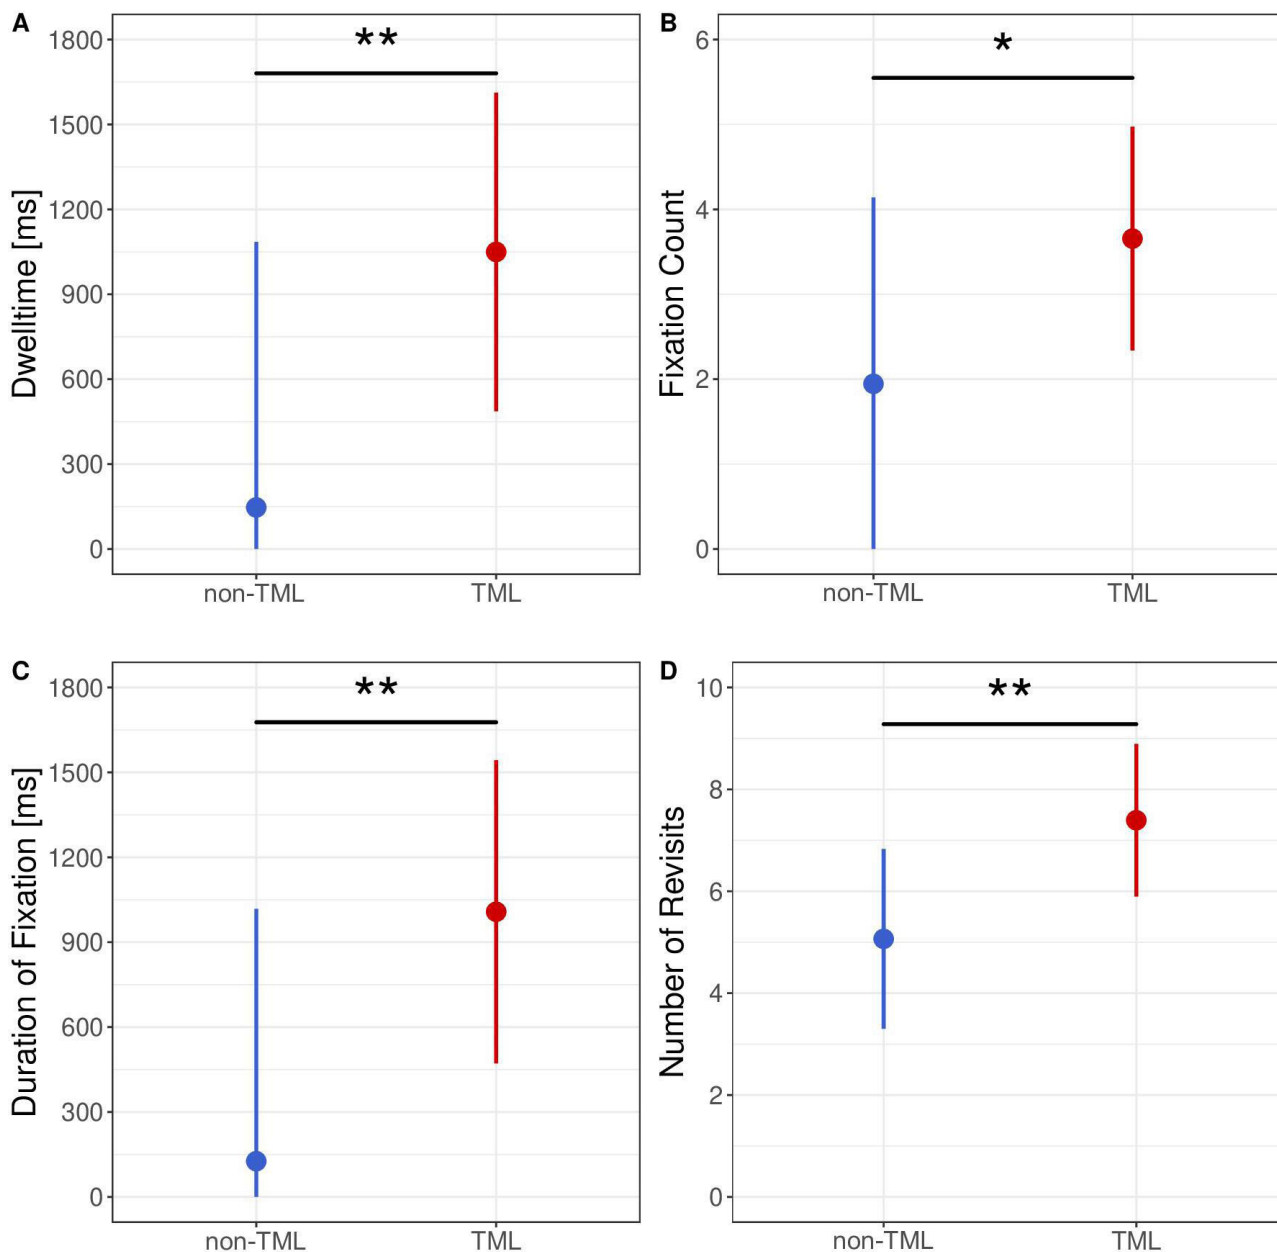 A
**
Dwelltime [ms]
1800
1500
1200
900
600
300
0
non-TML TML
B
*
Fixation Count
6
4
2
0
non-TML TML
C
**
Duration of Fixation [ms]
1800
1500
1200
900
600
300
0
non-TML TML
D
**
Number of Revisits
10
8
6
4
2
0
non-TML TML